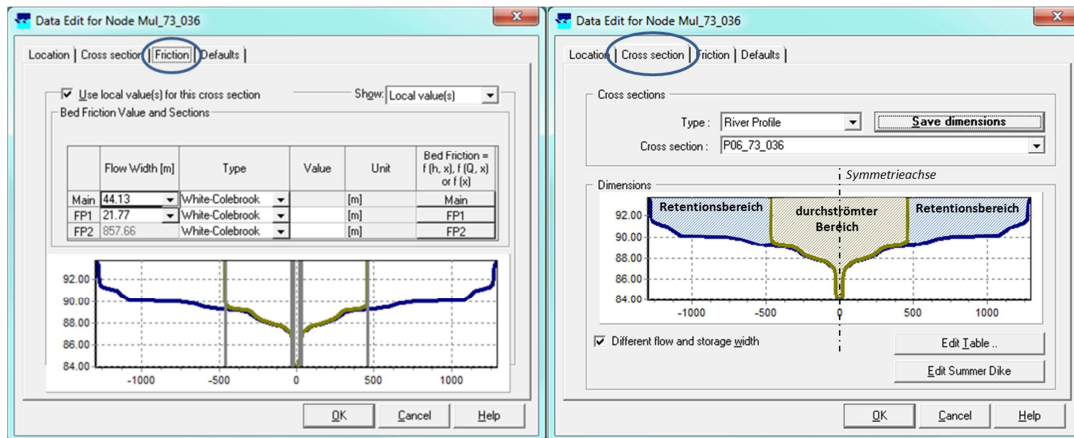 Data Edit for Node Mul_73_036
Location | Cross section | Friction | Defaults |
Use local value(s) for this cross section
Show: Local value(s)
Bed Friction Value and Sections
Flow Width [m] Type Value Unit Bed Friction = f (h, x), f (Q, x) or f (x)
Main 44.13 White-Colebrook [m] Main
FP1 21.77 White-Colebrook [m] FP1
FP2 857.66 White-Colebrook [m] FP2
92.00
90.00
88.00
86.00
84.00
-1000 -500 0 500 1000
OK Cancel Help
Data Edit for Node Mul_73_036
Location | Cross section | Friction | Defaults |
Cross sections
Type : River Profile Save dimensions
Cross section : P06_73_036
Symmetrieachse
Dimensions
Retentionsbereich durchströmter Bereich Retentionsbereich
92.00
90.00
88.00
86.00
84.00
-1000 -500 0 500 1000
Different flow and storage width
Edit Table ..
Edit Summer Dike
OK Cancel Help